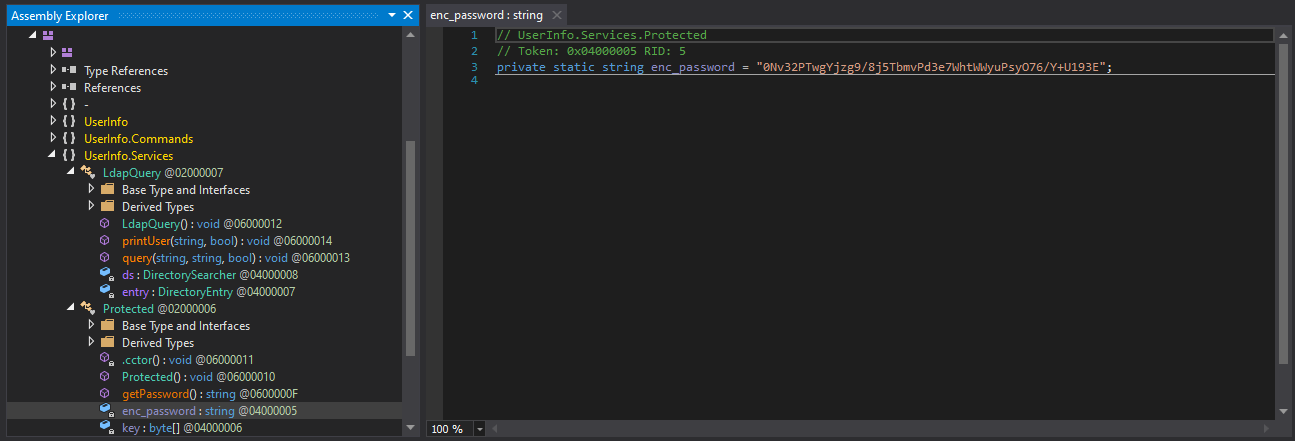 Assembly Explorer
Type References
References
-
UserInfo
UserInfo.Commands
UserInfo.Services
LdapQuery @02000007
Base Type and Interfaces
Derived Types
LdapQuery() : void @06000012
printUser(string, bool) : void @06000014
query(string, string, bool) : void @06000013
ds : DirectorySearcher @04000008
entry : DirectoryEntry @04000007
Protected @02000006
Base Type and Interfaces
Derived Types
.cctor() : void @06000011
Protected() : void @06000010
getPassword() : string @0600000F
enc_password : string @04000005
key : byte[] @04000006
enc_password : string
1 // UserInfo.Services.Protected
2 // Token: 0x04000005 RID: 5
3 private static string enc_password = "0Nv32PTwgYjzg9/8j5TbmvPd3e7WhtWWyuPsyO76/Y+U193E";
4
100 %